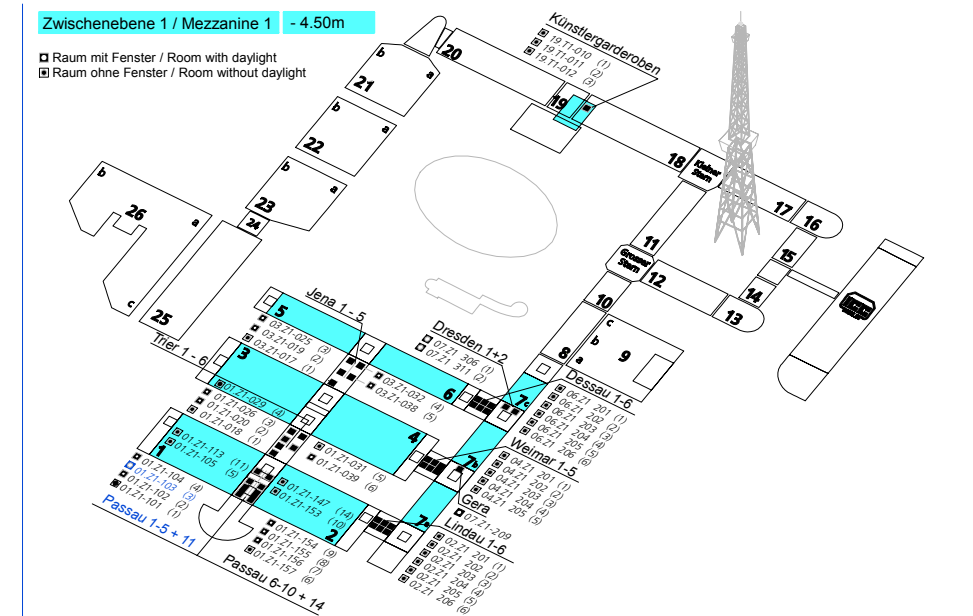 Zwischenebene 1 / Mezzanine 1 - 4.50m
Raum mit Fenster / Room with daylight
Raum ohne Fenster / Room without daylight
Künstlergarderoben
19.T1-010 (1)
19.T1-011 (2)
19.T1-012 (3)
20
b
21
a
19
b
22
a
18
Kleiner
Stern
17
16
b
23
a
24
b
26
a
c
25
11
Grosser
Stern
12
15
14
13
10
c
b
9
a
8
Jena 1 - 5
5
03.Z1-025 (3)
03.Z1-019 (2)
03.Z1-017 (1)
03.Z1-032 (4)
03.Z1-038 (5)
6
Dresden 1+2
07.Z1 306 (1)
07.Z1 311 (2)
7c
Trier 1 - 6
3
01.Z1-029 (4)
01.Z1-026 (3)
01.Z1-020 (2)
01.Z1-018 (1)
4
01.Z1-031 (5)
01.Z1-039 (6)
7b
Dessau 1-6
06.Z1 201 (1)
06.Z1 202 (2)
06.Z1 203 (3)
06.Z1 204 (4)
06.Z1 205 (5)
06.Z1 206 (6)
Weimar 1-5
04.Z1 201 (1)
04.Z1 202 (2)
04.Z1 203 (3)
04.Z1 204 (4)
04.Z1 205 (5)
Gera
07.Z1-209
1
01.Z1-113 (11)
01.Z1-105 (5)
01.Z1-104 (4)
01.Z1-103 (3)
01.Z1-102 (2)
01.Z1-101 (1)
Passau 1-5 + 11
01.Z1-147 (14)
01.Z1-153 (10)
2
01.Z1-154 (9)
01.Z1-155 (8)
01.Z1-156 (7)
01.Z1-157 (6)
Passau 6-10 + 14
7a
Lindau 1-6
02.Z1 201 (1)
02.Z1 202 (2)
02.Z1 203 (3)
02.Z1 204 (4)
02.Z1 205 (5)
02.Z1 206 (6)